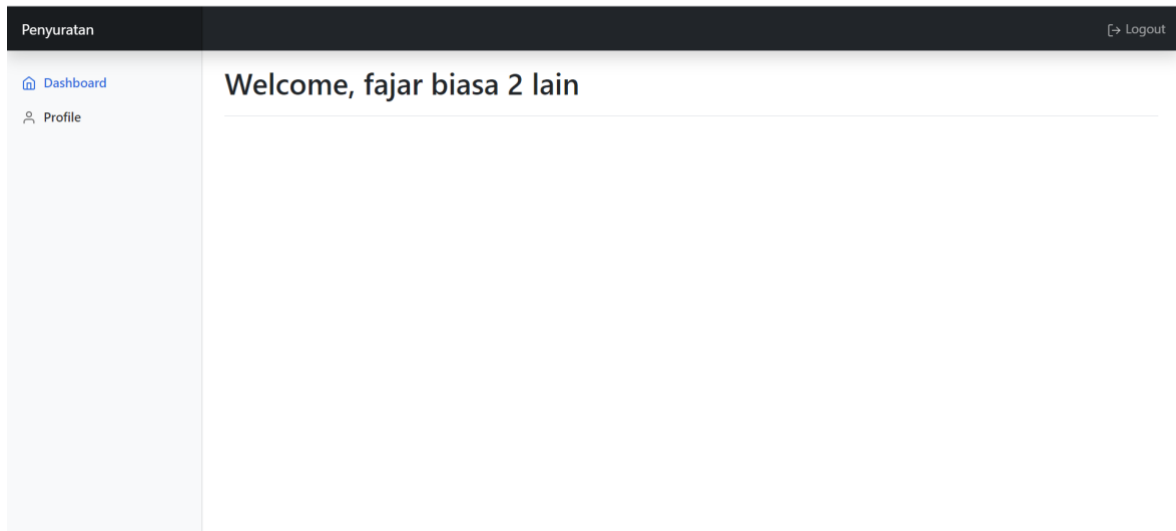 Penyuratan
Logout
Dashboard
Welcome, fajar biasa 2 lain
Profile